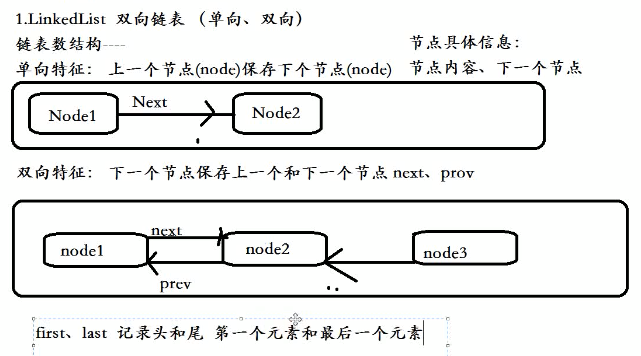 1.LinkedList 双向链表 （单向、双向）
链表数结构----
节点具体信息：
单向特征： 上一个节点(node)保存下个节点(node)
节点内容、下一个节点
Node1
Next
Node2
双向特征： 下一个节点保存上一个和下一个节点 next、prov
node1
next
prev
node2
node3
first、last 记录头和尾 第一个元素和最后一个元素